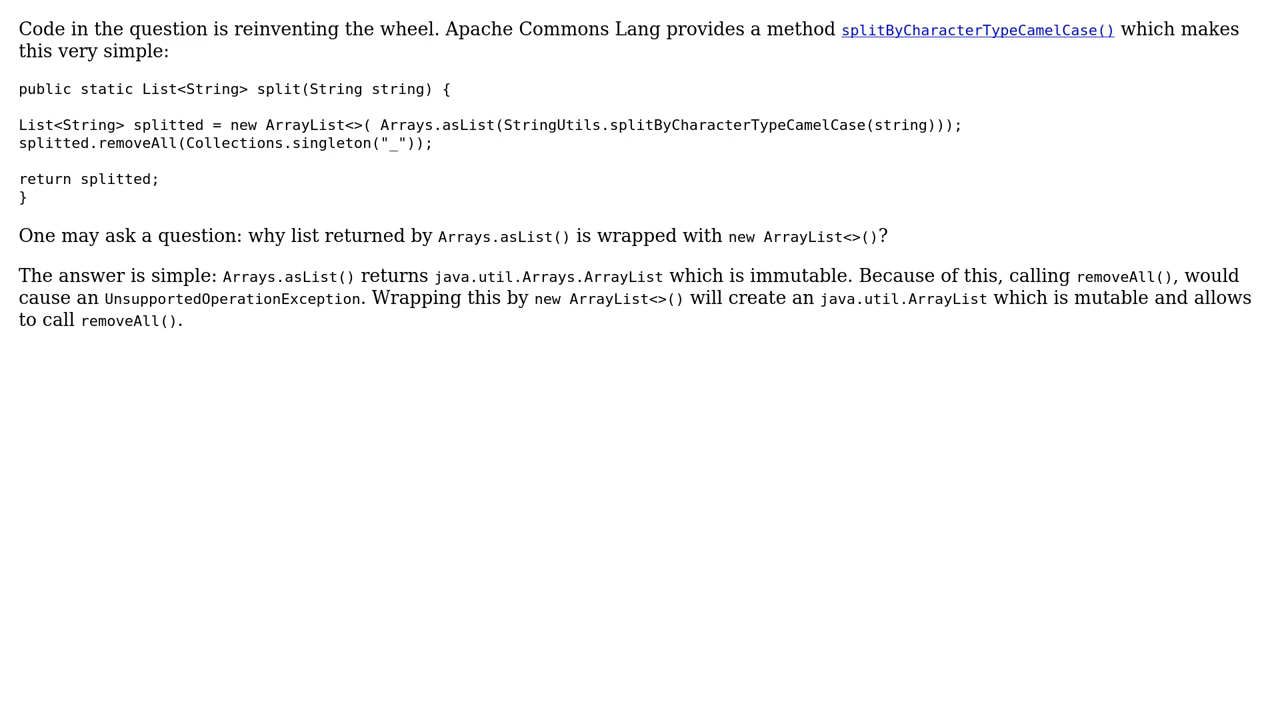 Code in the question is reinventing the wheel. Apache Commons Lang provides a method splitByCharacterTypeCamelCase() which makes
this very simple:
public static List<String> split(String string) {
List<String> splitted = new ArrayList<>( Arrays.asList(StringUtils.splitByCharacterTypeCamelCase(string)));
splitted.removeAll(Collections.singleton("_"));
return splitted;
}
One may ask a question: why list returned by Arrays.asList() is wrapped with new ArrayList<>()?
The answer is simple: Arrays.asList() returns java.util.Arrays.ArrayList which is immutable. Because of this, calling removeAll(), would
cause an UnsupportedOperationException. Wrapping this by new ArrayList<>() will create an java.util.ArrayList which is mutable and allows
to call removeAll().